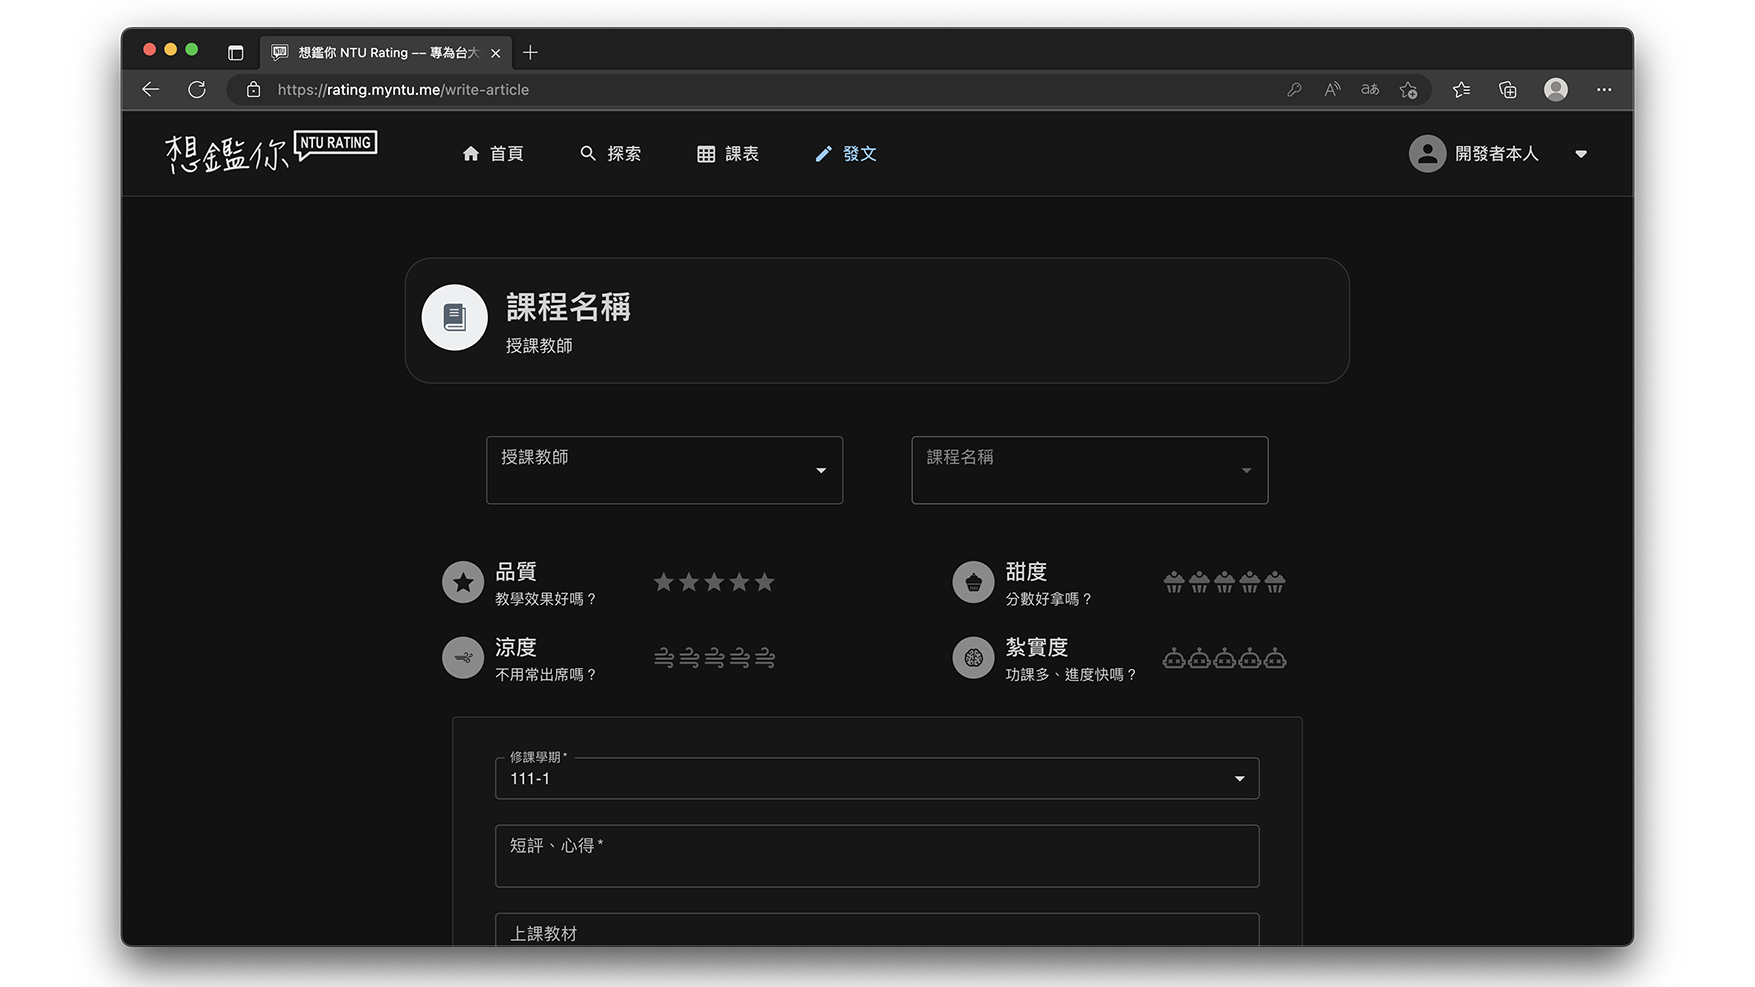 想鑑你 NTU Rating –– 專為台大
https://rating.myntu.me/write-article
想鑑你 NTU RATING
首頁
探索
課表
發文
開發者本人
課程名稱
授課教師
授課教師
課程名稱
品質
教學效果好嗎？
甜度
分數好拿嗎？
涼度
不用常出席嗎？
紮實度
功課多、進度快嗎？
修課學期*
111-1
短評、心得*
上課教材